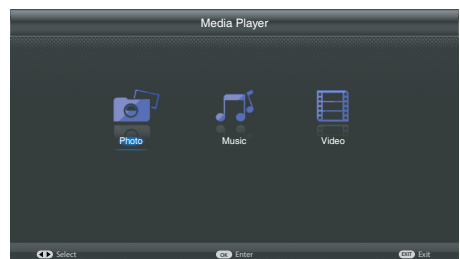 Media Player
Photo Music Video
Select OK Enter EXIT Exit